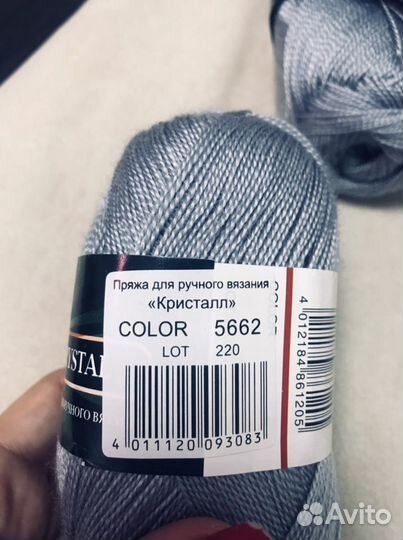 Пряжа для ручного вязания
«Кристалл»
COLOR 5662
LOT 220
4 011120 093083
4 012184 861205
Avito